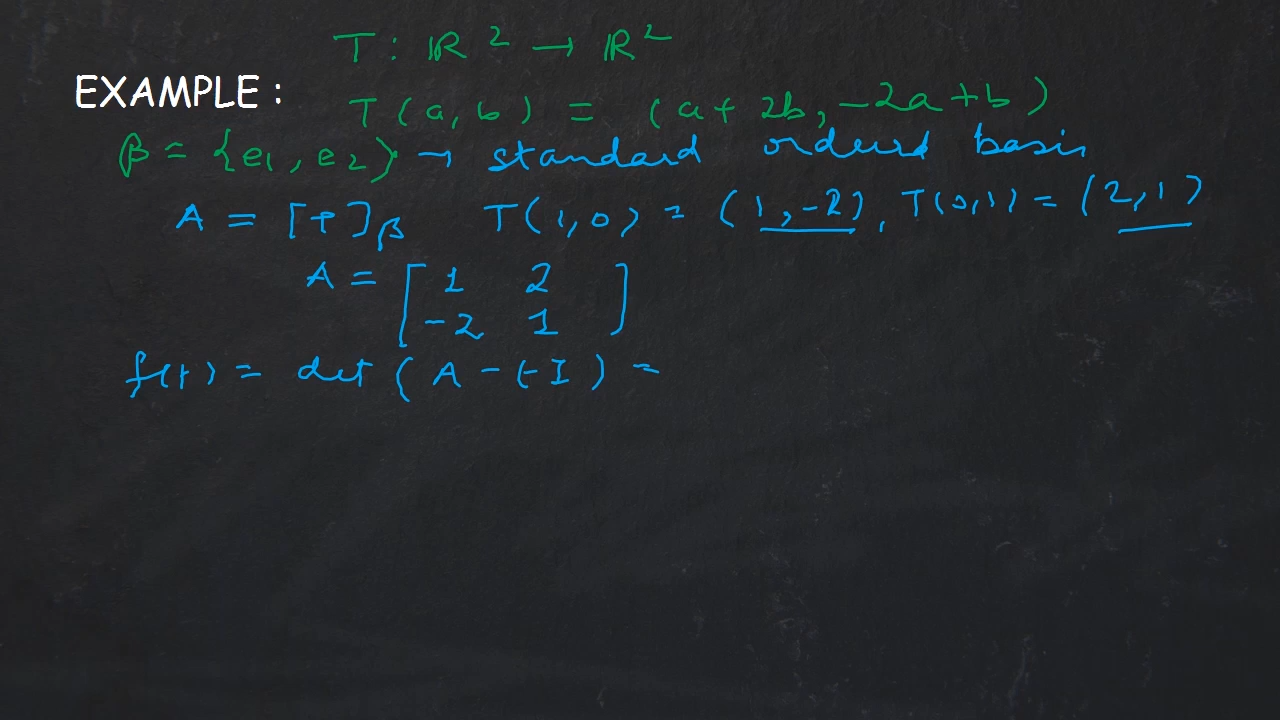 T : ℝ² → ℝ²
EXAMPLE :
T(a, b) = (a + 2b, -2a + b)
β = {e₁, e₂} → standard orderd basis
A = [T]β T(1, 0) = (1, -2), T(0, 1) = (2, 1)
A = [ 1 2
-2 1 ]
f(t) = det (A - tI) =